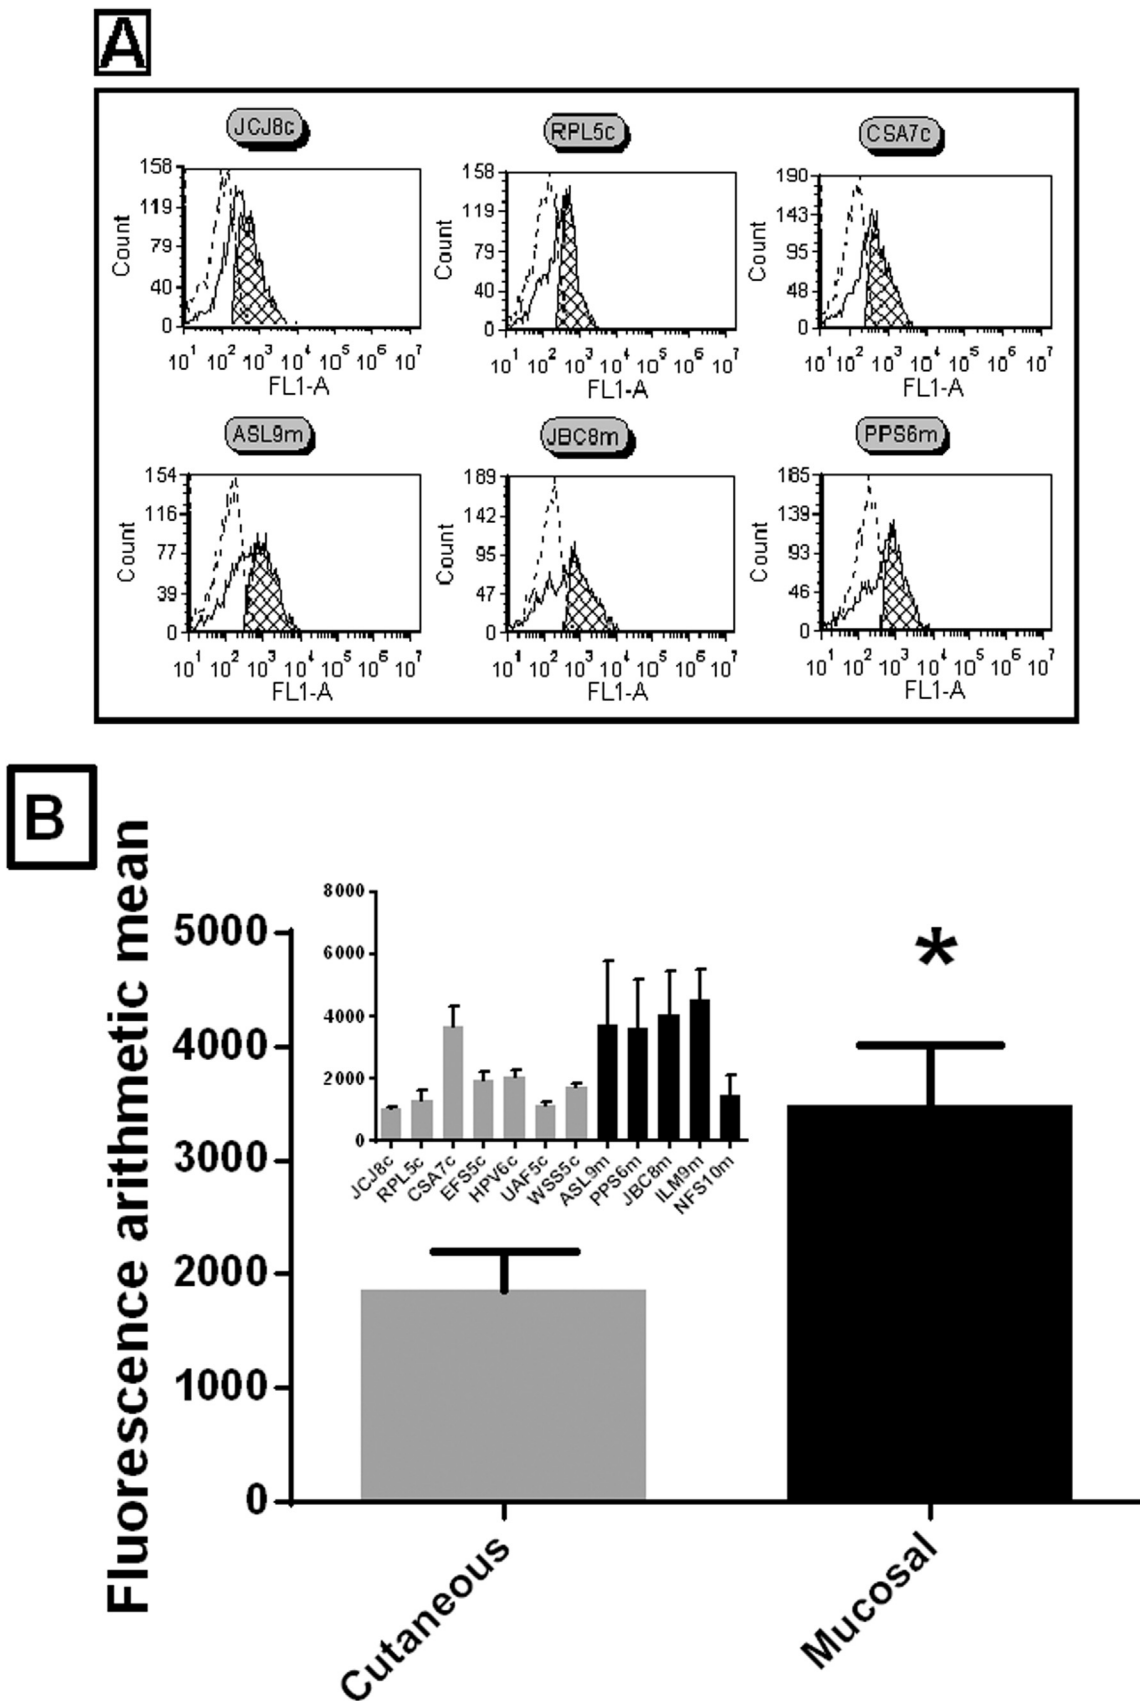 A
JCJ8c RPL5c CSA7c
158 119 79 40 0 Count 10¹ 10² 10³ 10⁴ 10⁵ 10⁶ 10⁷ FL1-A
158 119 79 40 0 Count 10¹ 10² 10³ 10⁴ 10⁵ 10⁶ 10⁷ FL1-A
190 143 95 48 0 Count 10¹ 10² 10³ 10⁴ 10⁵ 10⁶ 10⁷ FL1-A
ASL9m JBC8m PPS6m
154 116 77 39 0 Count 10¹ 10² 10³ 10⁴ 10⁵ 10⁶ 10⁷ FL1-A
189 142 95 47 0 Count 10¹ 10² 10³ 10⁴ 10⁵ 10⁶ 10⁷ FL1-A
185 139 93 46 0 Count 10¹ 10² 10³ 10⁴ 10⁵ 10⁶ 10⁷ FL1-A
B
Fluorescence arithmetic mean
5000
4000
3000
2000
1000
0
8000
6000
4000
2000
0
JCJ8c RPL5c CSA7c EFS5c HPV6c UAF5c WSS5c ASL9m PPS6m JBC8m ILM9m NFS10m
*
Cutaneous Mucosal